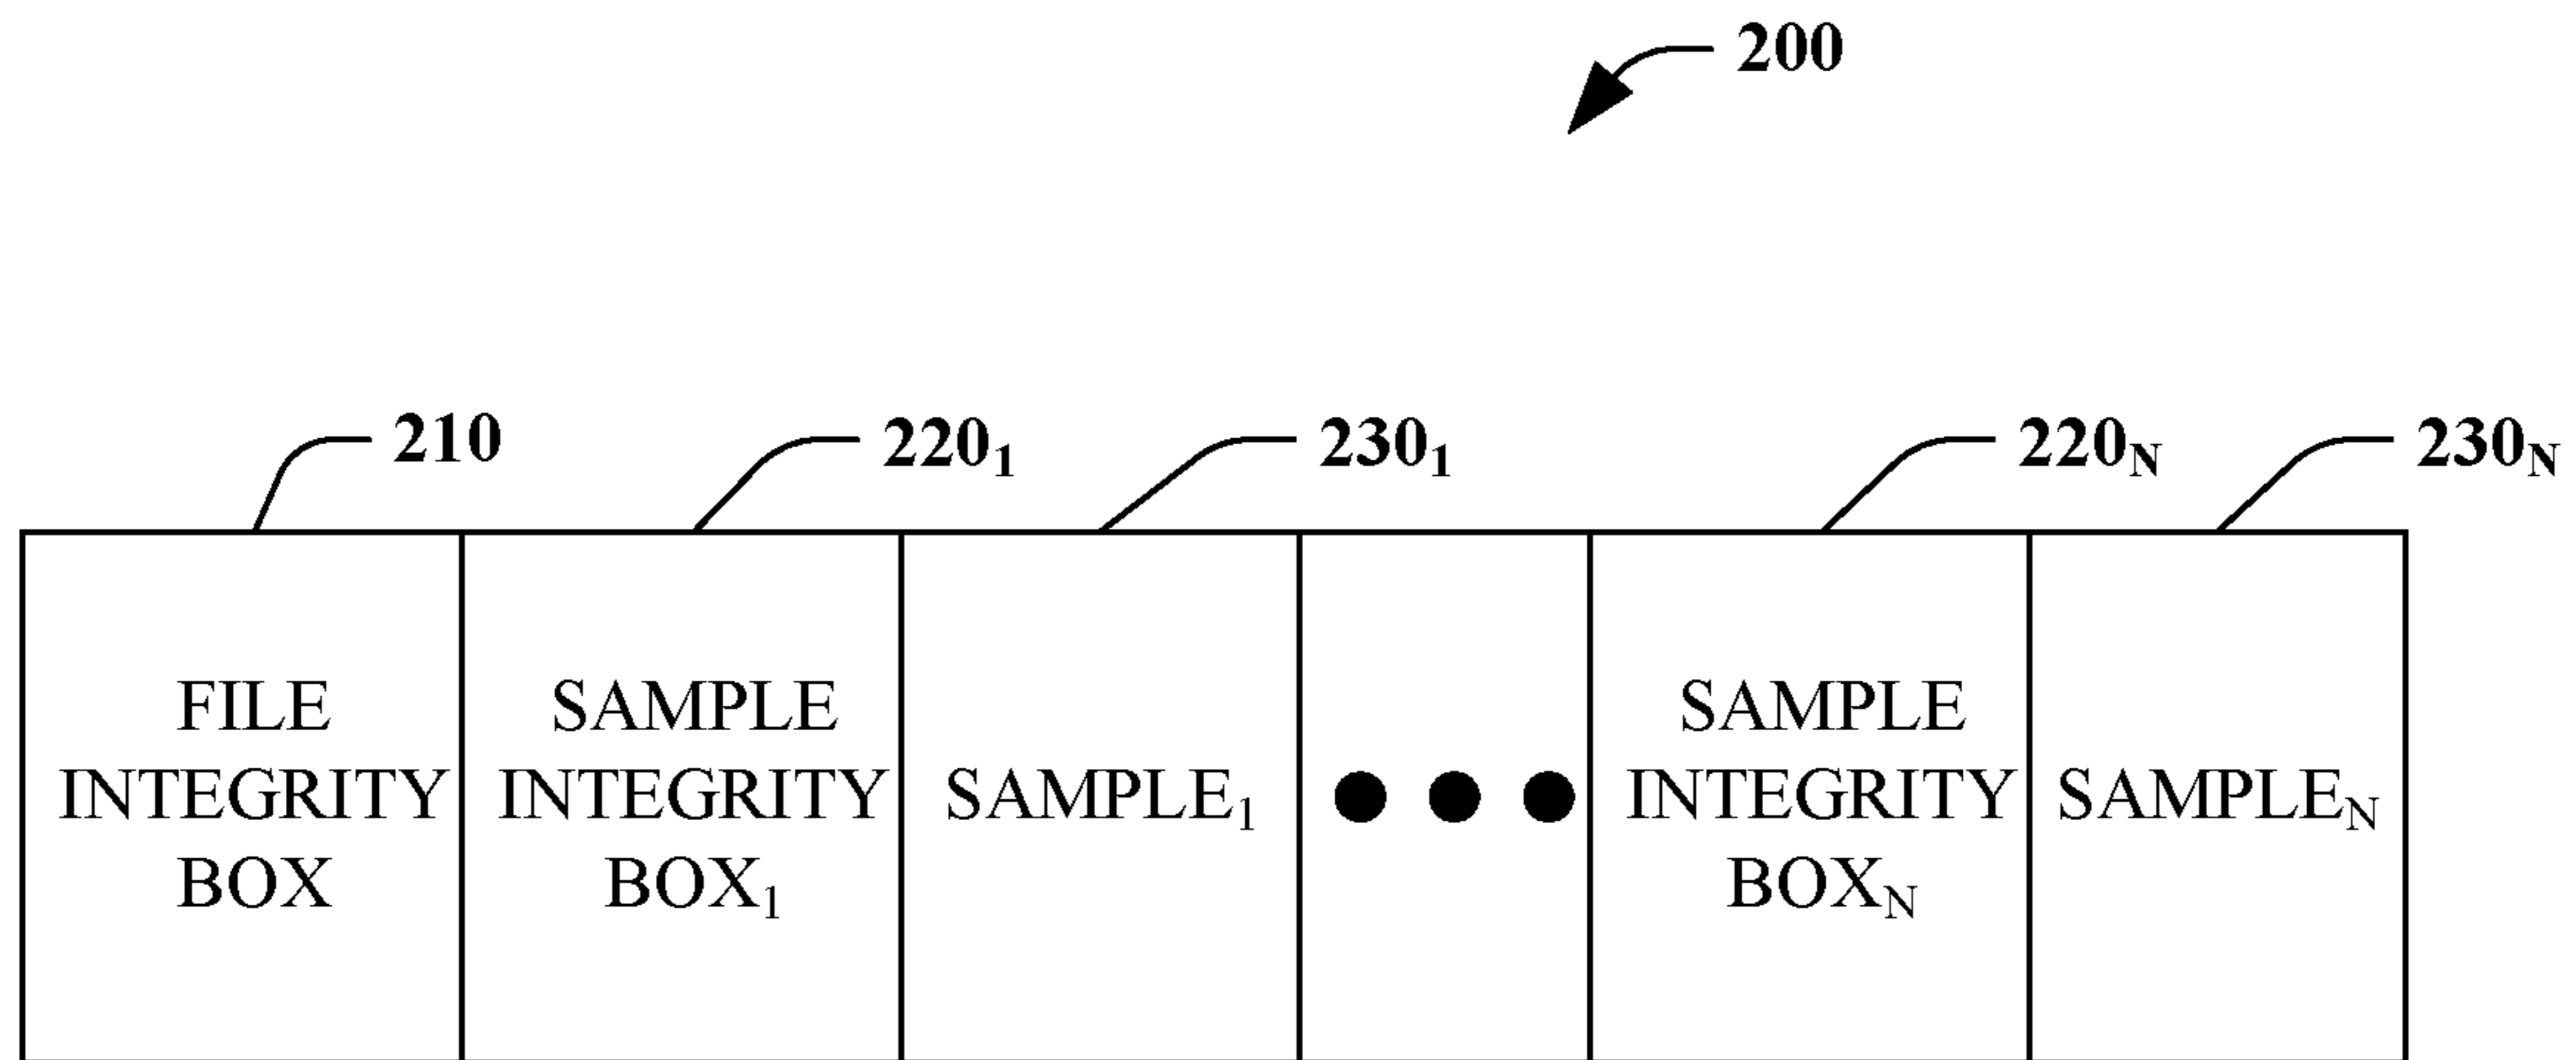 200
210
220₁
230₁
220N
230N
FILE
INTEGRITY
BOX
SAMPLE
INTEGRITY
BOX₁
SAMPLE₁
SAMPLE
INTEGRITY
BOXN
SAMPLEN